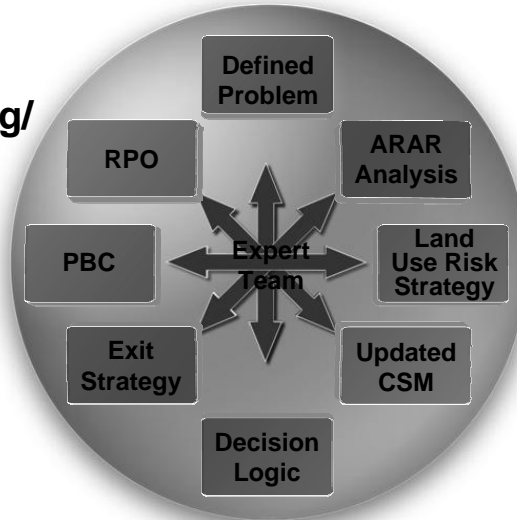 g/
Defined
Problem
RPO
ARAR
Analysis
PBC
Expert
Team
Land
Use Risk
Strategy
Exit
Strategy
Updated
CSM
Decision
Logic